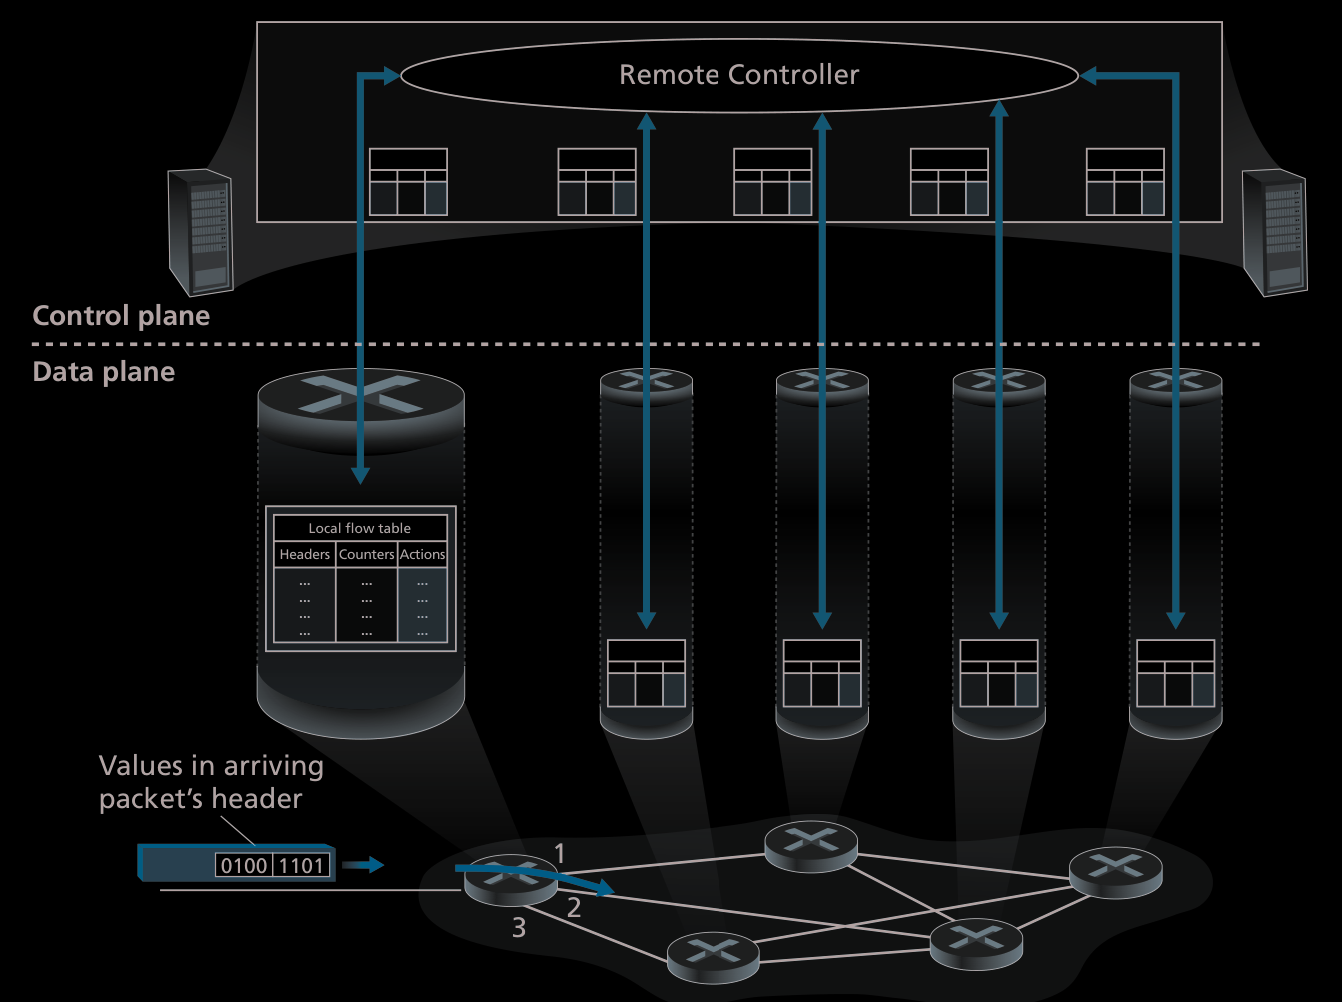 Remote Controller
Control plane
Data plane
Local flow table
Headers Counters Actions
... ... ...
... ... ...
... ... ...
... ... ...
Values in arriving
packet's header
0100 1101
1
2
3